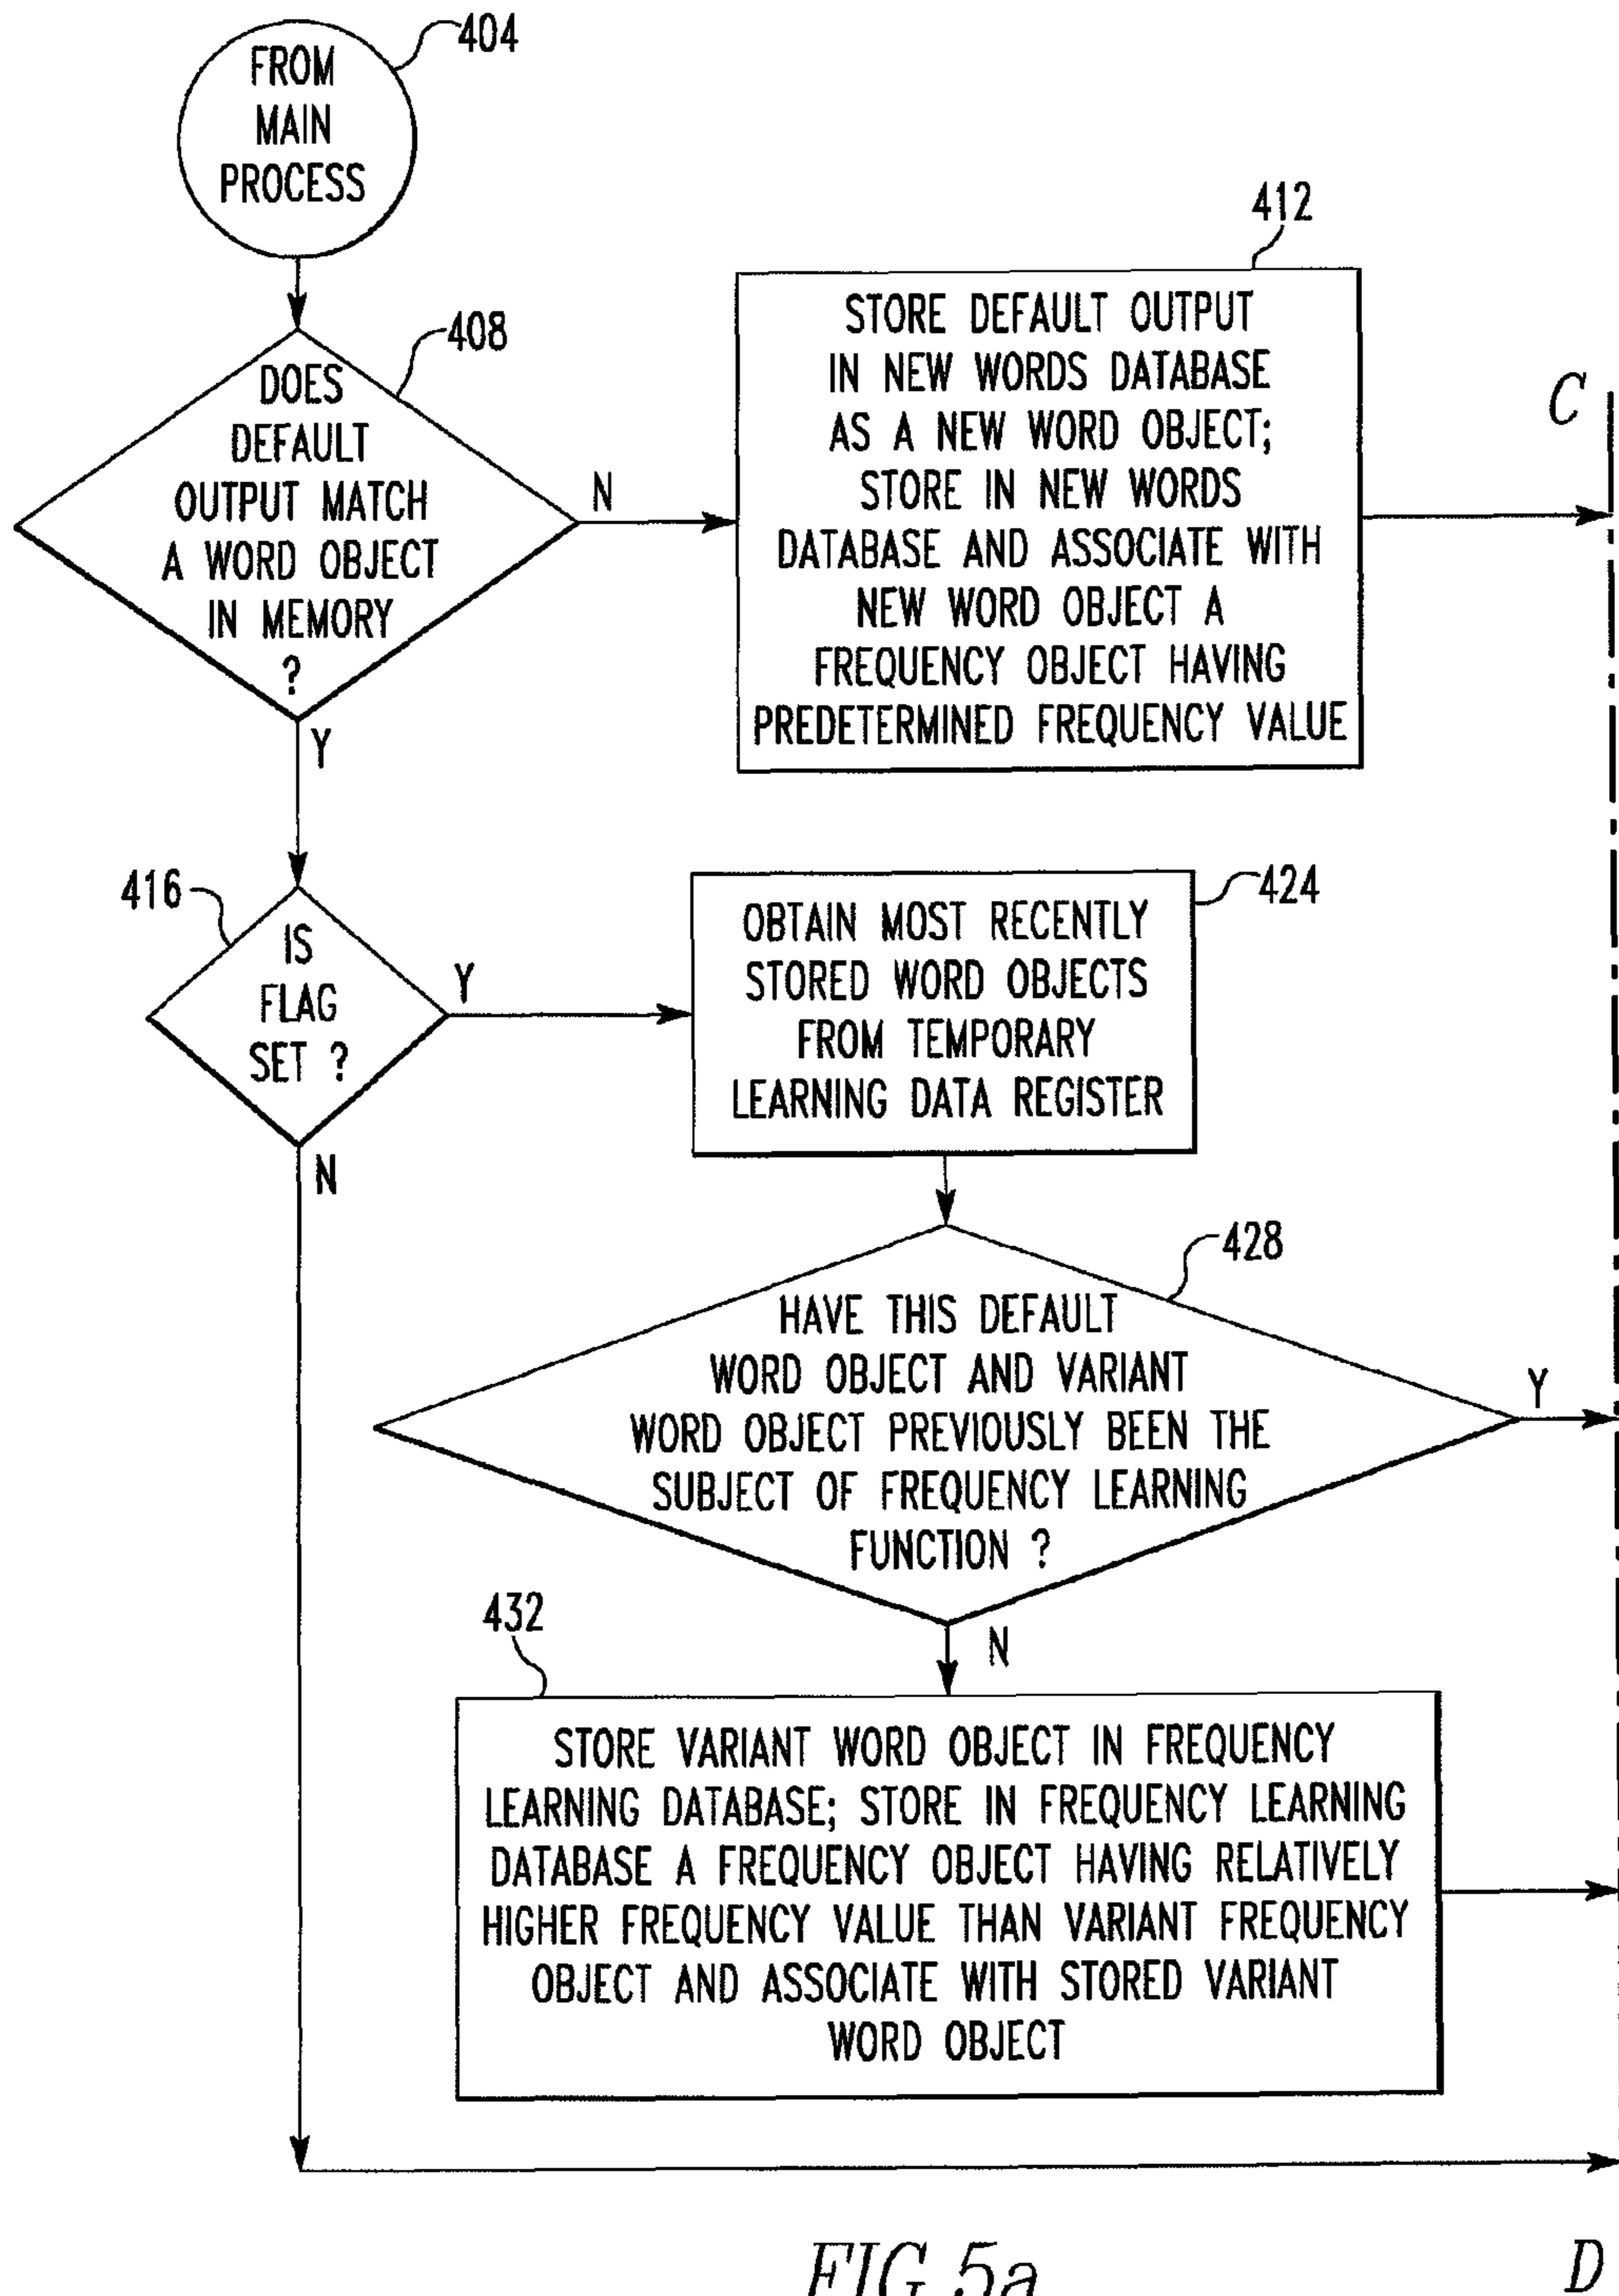 404
FROM
MAIN
PROCESS
412
408
DOES
DEFAULT
OUTPUT MATCH
A WORD OBJECT
IN MEMORY
?
N
Y
STORE DEFAULT OUTPUT
IN NEW WORDS DATABASE
AS A NEW WORD OBJECT;
STORE IN NEW WORDS
DATABASE AND ASSOCIATE WITH
NEW WORD OBJECT A
FREQUENCY OBJECT HAVING
PREDETERMINED FREQUENCY VALUE
C
416
IS
FLAG
SET ?
Y
N
424
OBTAIN MOST RECENTLY
STORED WORD OBJECTS
FROM TEMPORARY
LEARNING DATA REGISTER
428
HAVE THIS DEFAULT
WORD OBJECT AND VARIANT
WORD OBJECT PREVIOUSLY BEEN THE
SUBJECT OF FREQUENCY LEARNING
FUNCTION ?
Y
N
432
STORE VARIANT WORD OBJECT IN FREQUENCY
LEARNING DATABASE; STORE IN FREQUENCY LEARNING
DATABASE A FREQUENCY OBJECT HAVING RELATIVELY
HIGHER FREQUENCY VALUE THAN VARIANT FREQUENCY
OBJECT AND ASSOCIATE WITH STORED VARIANT
WORD OBJECT
FIG.5a
D